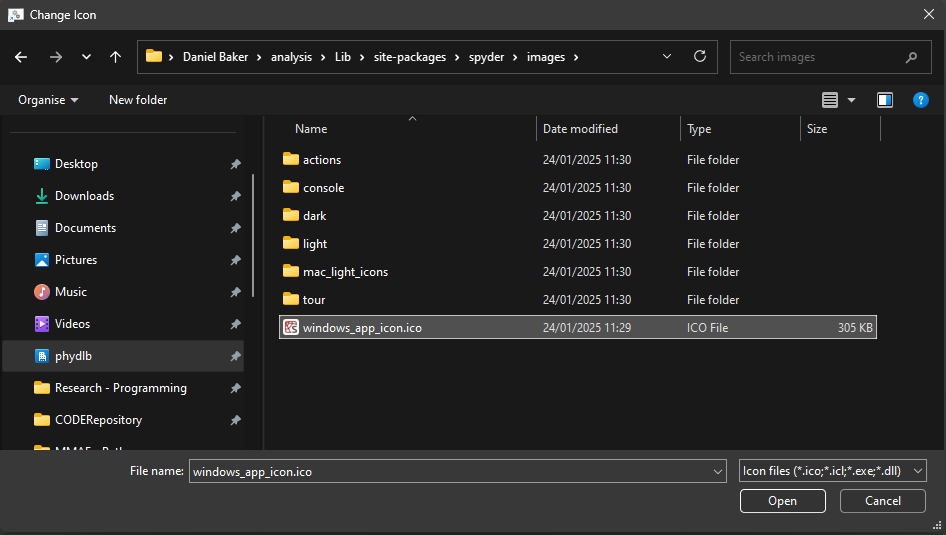 Change Icon
Daniel Baker > analysis > Lib > site-packages > spyder > images >
Search images
Organise
New folder
?
Name
Date modified
Type
Size
Desktop
Downloads
Documents
Pictures
Music
Videos
phydlb
Research - Programming
CODERepository
actions 24/01/2025 11:30 File folder
console 24/01/2025 11:30 File folder
dark 24/01/2025 11:30 File folder
light 24/01/2025 11:30 File folder
mac_light_icons 24/01/2025 11:30 File folder
tour 24/01/2025 11:30 File folder
windows_app_icon.ico 24/01/2025 11:29 ICO File 305 KB
File name: windows_app_icon.ico
Icon files (*.ico;*.icl;*.exe;*.dll)
Open
Cancel